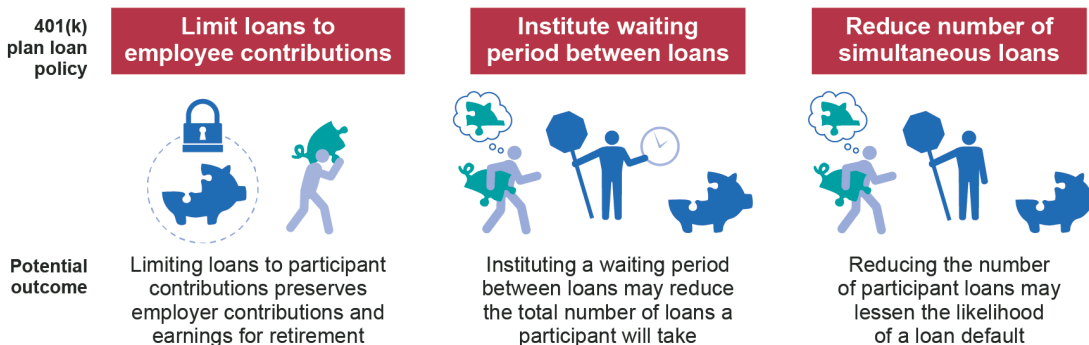 401(k)
plan loan
policy
Limit loans to
employee contributions
Institute waiting
period between loans
Reduce number of
simultaneous loans
Potential
outcome
Limiting loans to participant
contributions preserves
employer contributions and
earnings for retirement
Instituting a waiting period
between loans may reduce
the total number of loans a
participant will take
Reducing the number
of participant loans may
lessen the likelihood
of a loan default